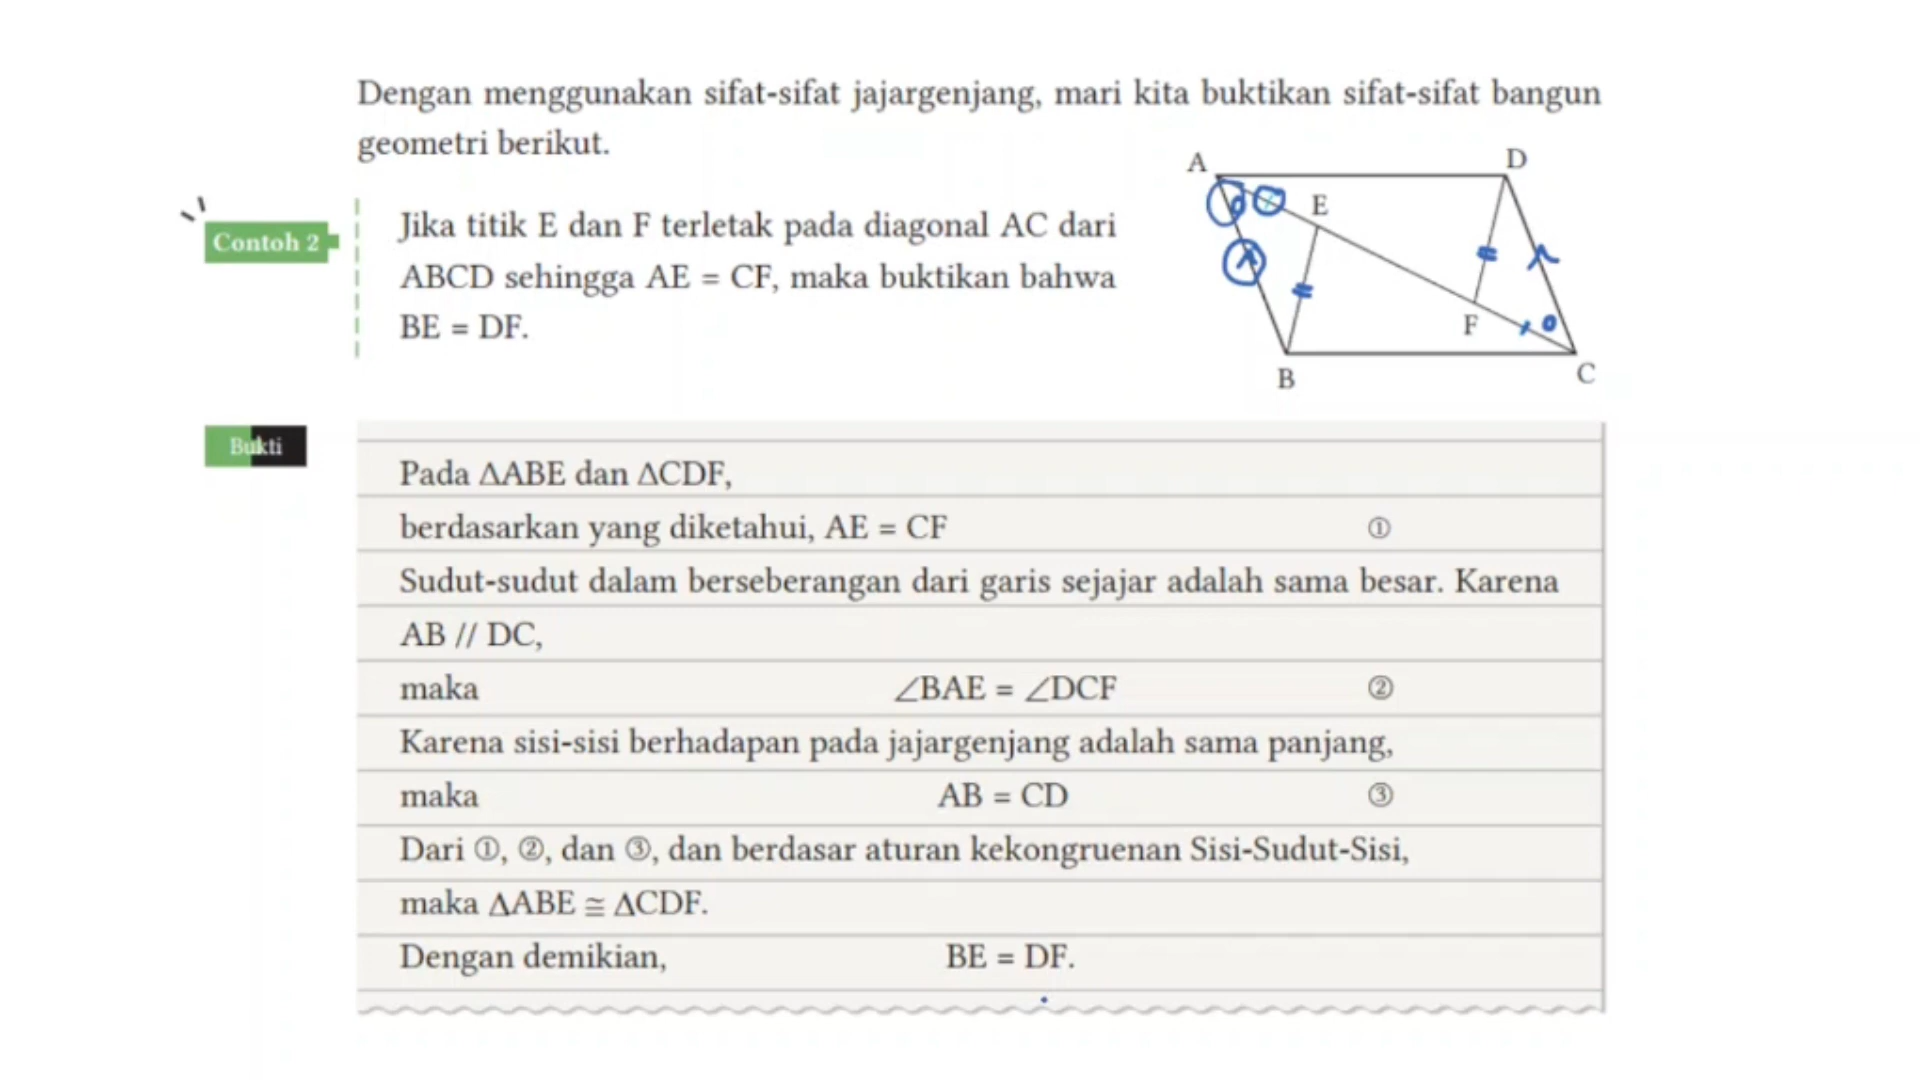 Dengan menggunakan sifat-sifat jajargenjang, mari kita buktikan sifat-sifat bangun
geometri berikut.
Contoh 2
Jika titik E dan F terletak pada diagonal AC dari
ABCD sehingga AE = CF, maka buktikan bahwa
BE = DF.
A
D
E
F
B
C
Bukti
Pada ΔABE dan ΔCDF,
berdasarkan yang diketahui, AE = CF ①
Sudut-sudut dalam berseberangan dari garis sejajar adalah sama besar. Karena
AB // DC,
maka ∠BAE = ∠DCF ②
Karena sisi-sisi berhadapan pada jajargenjang adalah sama panjang,
maka AB = CD ③
Dari ①, ②, dan ③, dan berdasar aturan kekongruenan Sisi-Sudut-Sisi,
maka ΔABE ≅ ΔCDF.
Dengan demikian, BE = DF.